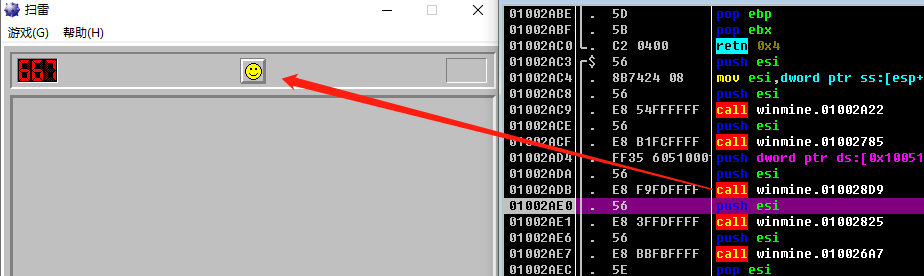 扫雷
游戏(G) 帮助(H)
667
01002ABE . 5D pop ebp
01002ABF . 5B pop ebx
01002AC0 . C2 0400 retn 0x4
01002AC3 $ 56 push esi
01002AC4 . 8B7424 08 mov esi,dword ptr ss:[esp+
01002AC8 . 56 push esi
01002AC9 . E8 54FFFFFF call winmine.01002A22
01002ACE . 56 push esi
01002ACF . E8 B1FCFFFF call winmine.01002785
01002AD4 . FF35 6051000 push dword ptr ds:[0x10051
01002ADA . 56 push esi
01002ADB . E8 F9FDFFFF call winmine.010028D9
01002AE0 . 56 push esi
01002AE1 . E8 3FFDFFFF call winmine.01002825
01002AE6 . 56 push esi
01002AE7 . E8 BBFBFFFF call winmine.010026A7
01002AEC . 5E pop esi